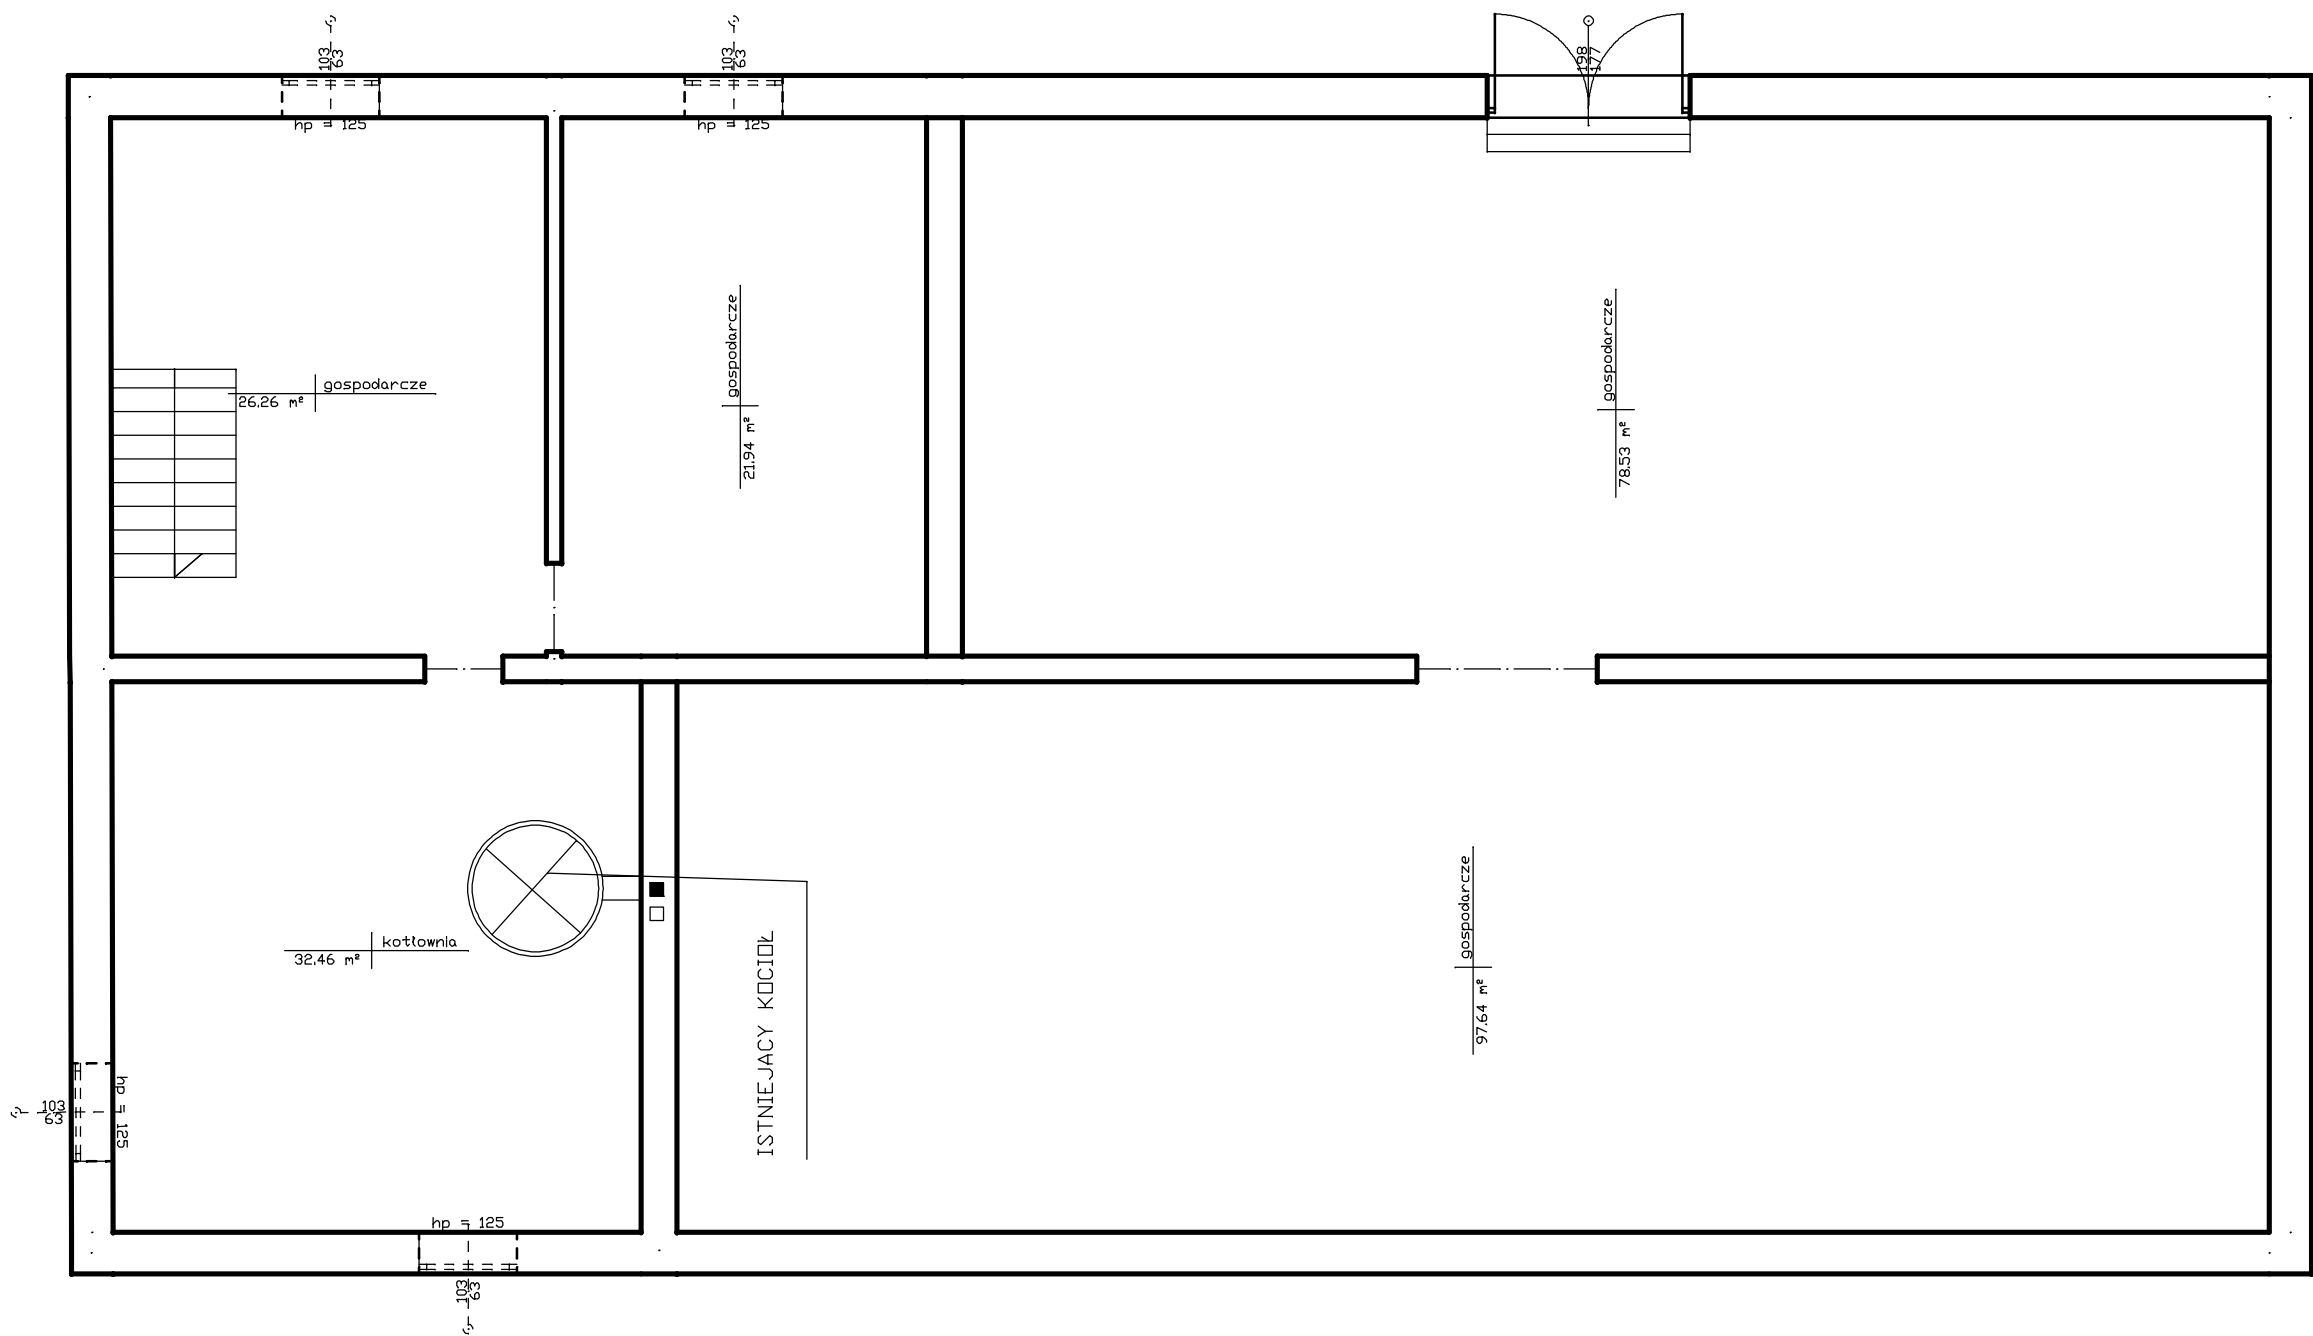 103
63
hp = 125
103
63
hp = 125
198
177
gospodarcze
26.26 m²
gospodarcze
21.94 m²
gospodarcze
78.53 m²
kotłownia
32.46 m²
ISTNIEJACY KOCIOŁ
gospodarcze
97.64 m²
103
63
hp = 125
hp = 125
103
63